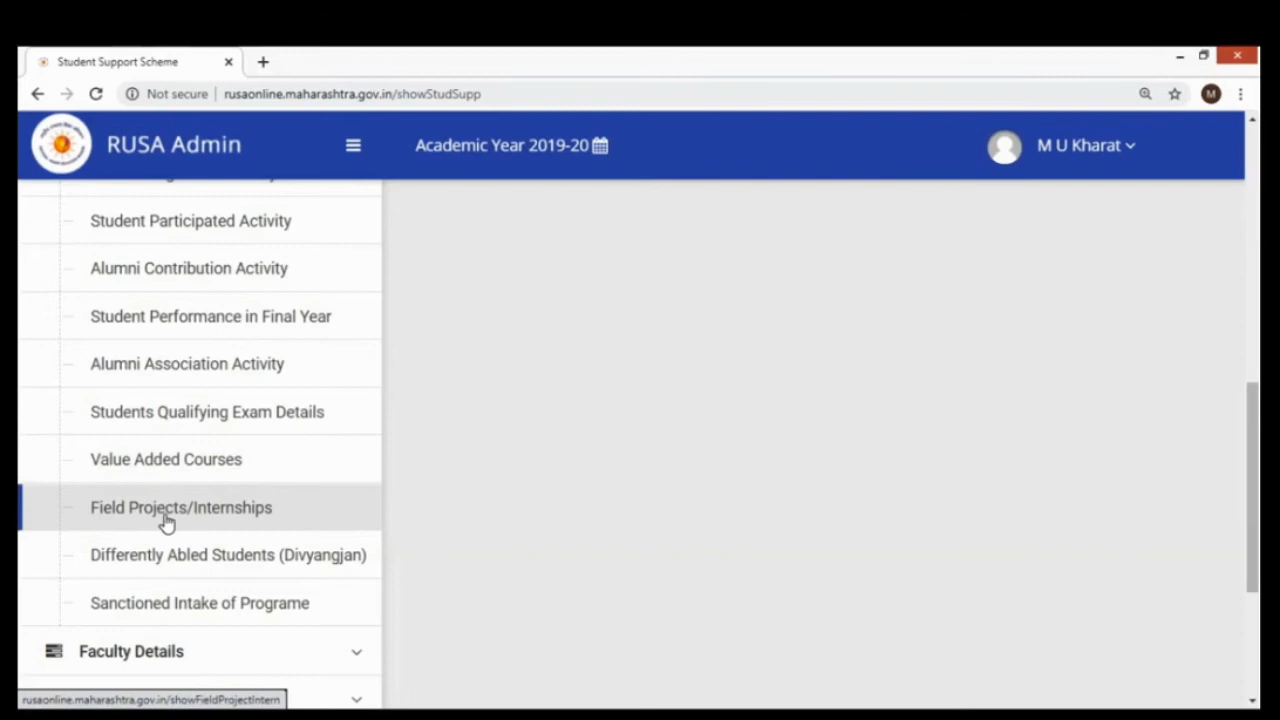 Student Support Scheme
Not secure | rusaonline.maharashtra.gov.in/showStudSupp
M
RUSA Admin
Academic Year 2019-20
M U Kharat
Student Participated Activity
Alumni Contribution Activity
Student Performance in Final Year
Alumni Association Activity
Students Qualifying Exam Details
Value Added Courses
Field Projects/Internships
Differently Abled Students (Divyangjan)
Sanctioned Intake of Programe
Faculty Details
rusaonline.maharashtra.gov.in/showFieldProjectIntern